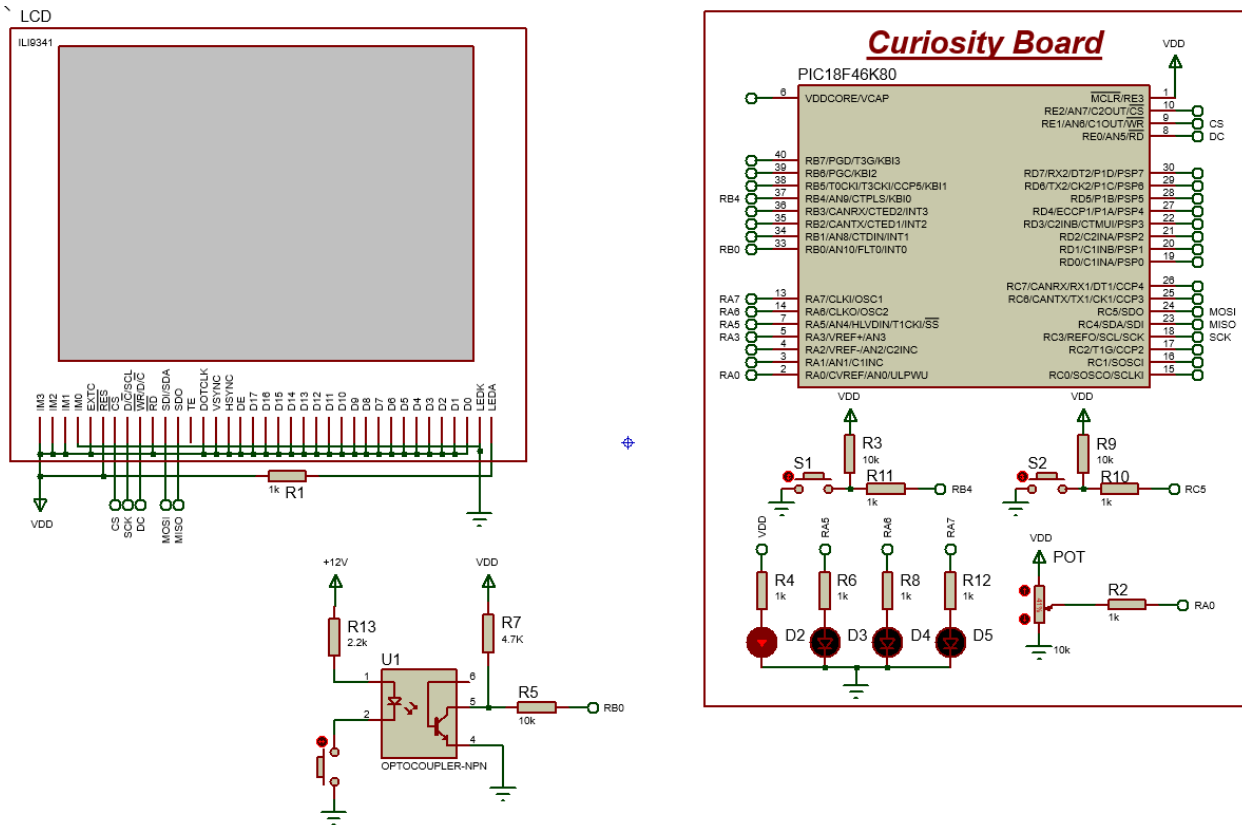 LCD
ILI9341
IM3
IM2
IM1
IM0
EXTC
RES
CS
D/C/SCL
WR/D/C
RD
SDI/SDA
SDO
TE
DOTCLK
VSYNC
HSYNC
DE
D17
D16
D15
D14
D13
D12
D11
D10
D9
D8
D7
D6
D5
D4
D3
D2
D1
D0
LEDK
LEDA
1k R1
VDD
CS
SCK
DC
MOSI
MISO
+12V
VDD
R13
2.2k
R7
4.7K
U1
1
2
6
5
4
R5
10k
RB0
OPTOCOUPLER-NPN
Curiosity Board
VDD
PIC18F46K80
6 VDDCORE/VCAP
MCLR/RE3 1
RE2/AN7/C2OUT/CS 10
RE1/AN6/C1OUT/WR 9 CS
RE0/AN5/RD 8 DC
40 RB7/PGD/T3G/KBI3
39 RB6/PGC/KBI2
38 RB5/T0CKI/T3CKI/CCP5/KBI1
RB4 37 RB4/AN9/CTPLS/KBI0
36 RB3/CANRX/CTED2/INT3
35 RB2/CANTX/CTED1/INT2
34 RB1/AN8/CTDIN/INT1
RB0 33 RB0/AN10/FLT0/INT0
RD7/RX2/DT2/P1D/PSP7 30
RD6/TX2/CK2/P1C/PSP6 29
RD5/P1B/PSP5 28
RD4/ECCP1/P1A/PSP4 27
RD3/C2INB/CTMUI/PSP3 22
RD2/C2INA/PSP2 21
RD1/C1INB/PSP1 20
RD0/C1INA/PSP0 19
RA7 13 RA7/CLKI/OSC1
RA6 14 RA6/CLKO/OSC2
RA5 7 RA5/AN4/HLVDIN/T1CKI/SS
RA3 5 RA3/VREF+/AN3
4 RA2/VREF-/AN2/C2INC
3 RA1/AN1/C1INC
RA0 2 RA0/CVREF/AN0/ULPWU
RC7/CANRX/RX1/DT1/CCP4 26
RC6/CANTX/TX1/CK1/CCP3 25
RC5/SDO 24 MOSI
RC4/SDA/SDI 23 MISO
RC3/REFO/SCL/SCK 18 SCK
RC2/T1G/CCP2 17
RC1/SOSCI 16
RC0/SOSCO/SCLKI 15
VDD
R3
10k
S1
R11
1k
RB4
VDD
R9
10k
S2
R10
1k
RC5
VDD
RA5
RA6
RA7
R4
1k
R6
1k
R8
1k
R12
1k
D2
D3
D4
D5
VDD
POT
41%
10k
R2
1k
RA0